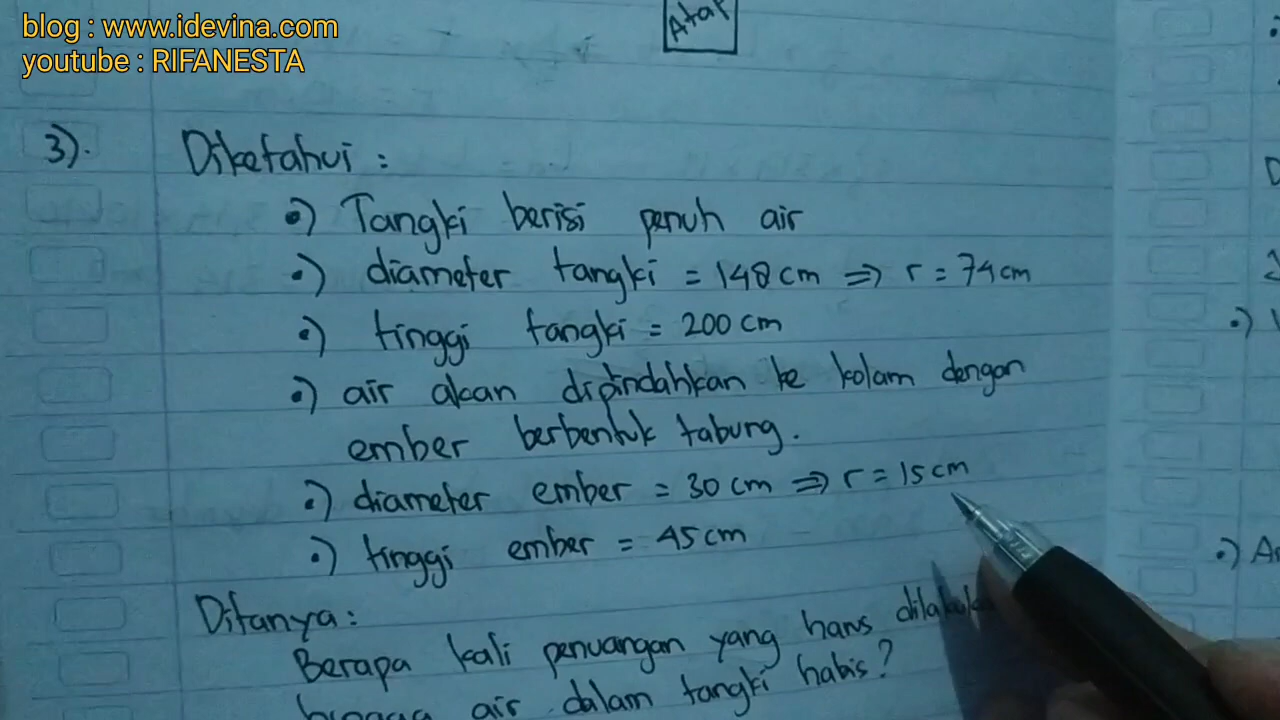 blog : www.idevina.com
youtube : RIFANESTA
Atap
3). Diketahui :
•) Tangki berisi penuh air
•) diameter tangki = 148 cm => r = 74 cm
•) tinggi tangki = 200 cm
•) air akan dipindahkan ke kolam dengan
ember berbentuk tabung.
•) diameter ember = 30 cm => r = 15 cm
•) tinggi ember = 45 cm
Ditanya :
Berapa kali penuangan yang harus
hingga air dalam tangki habis?